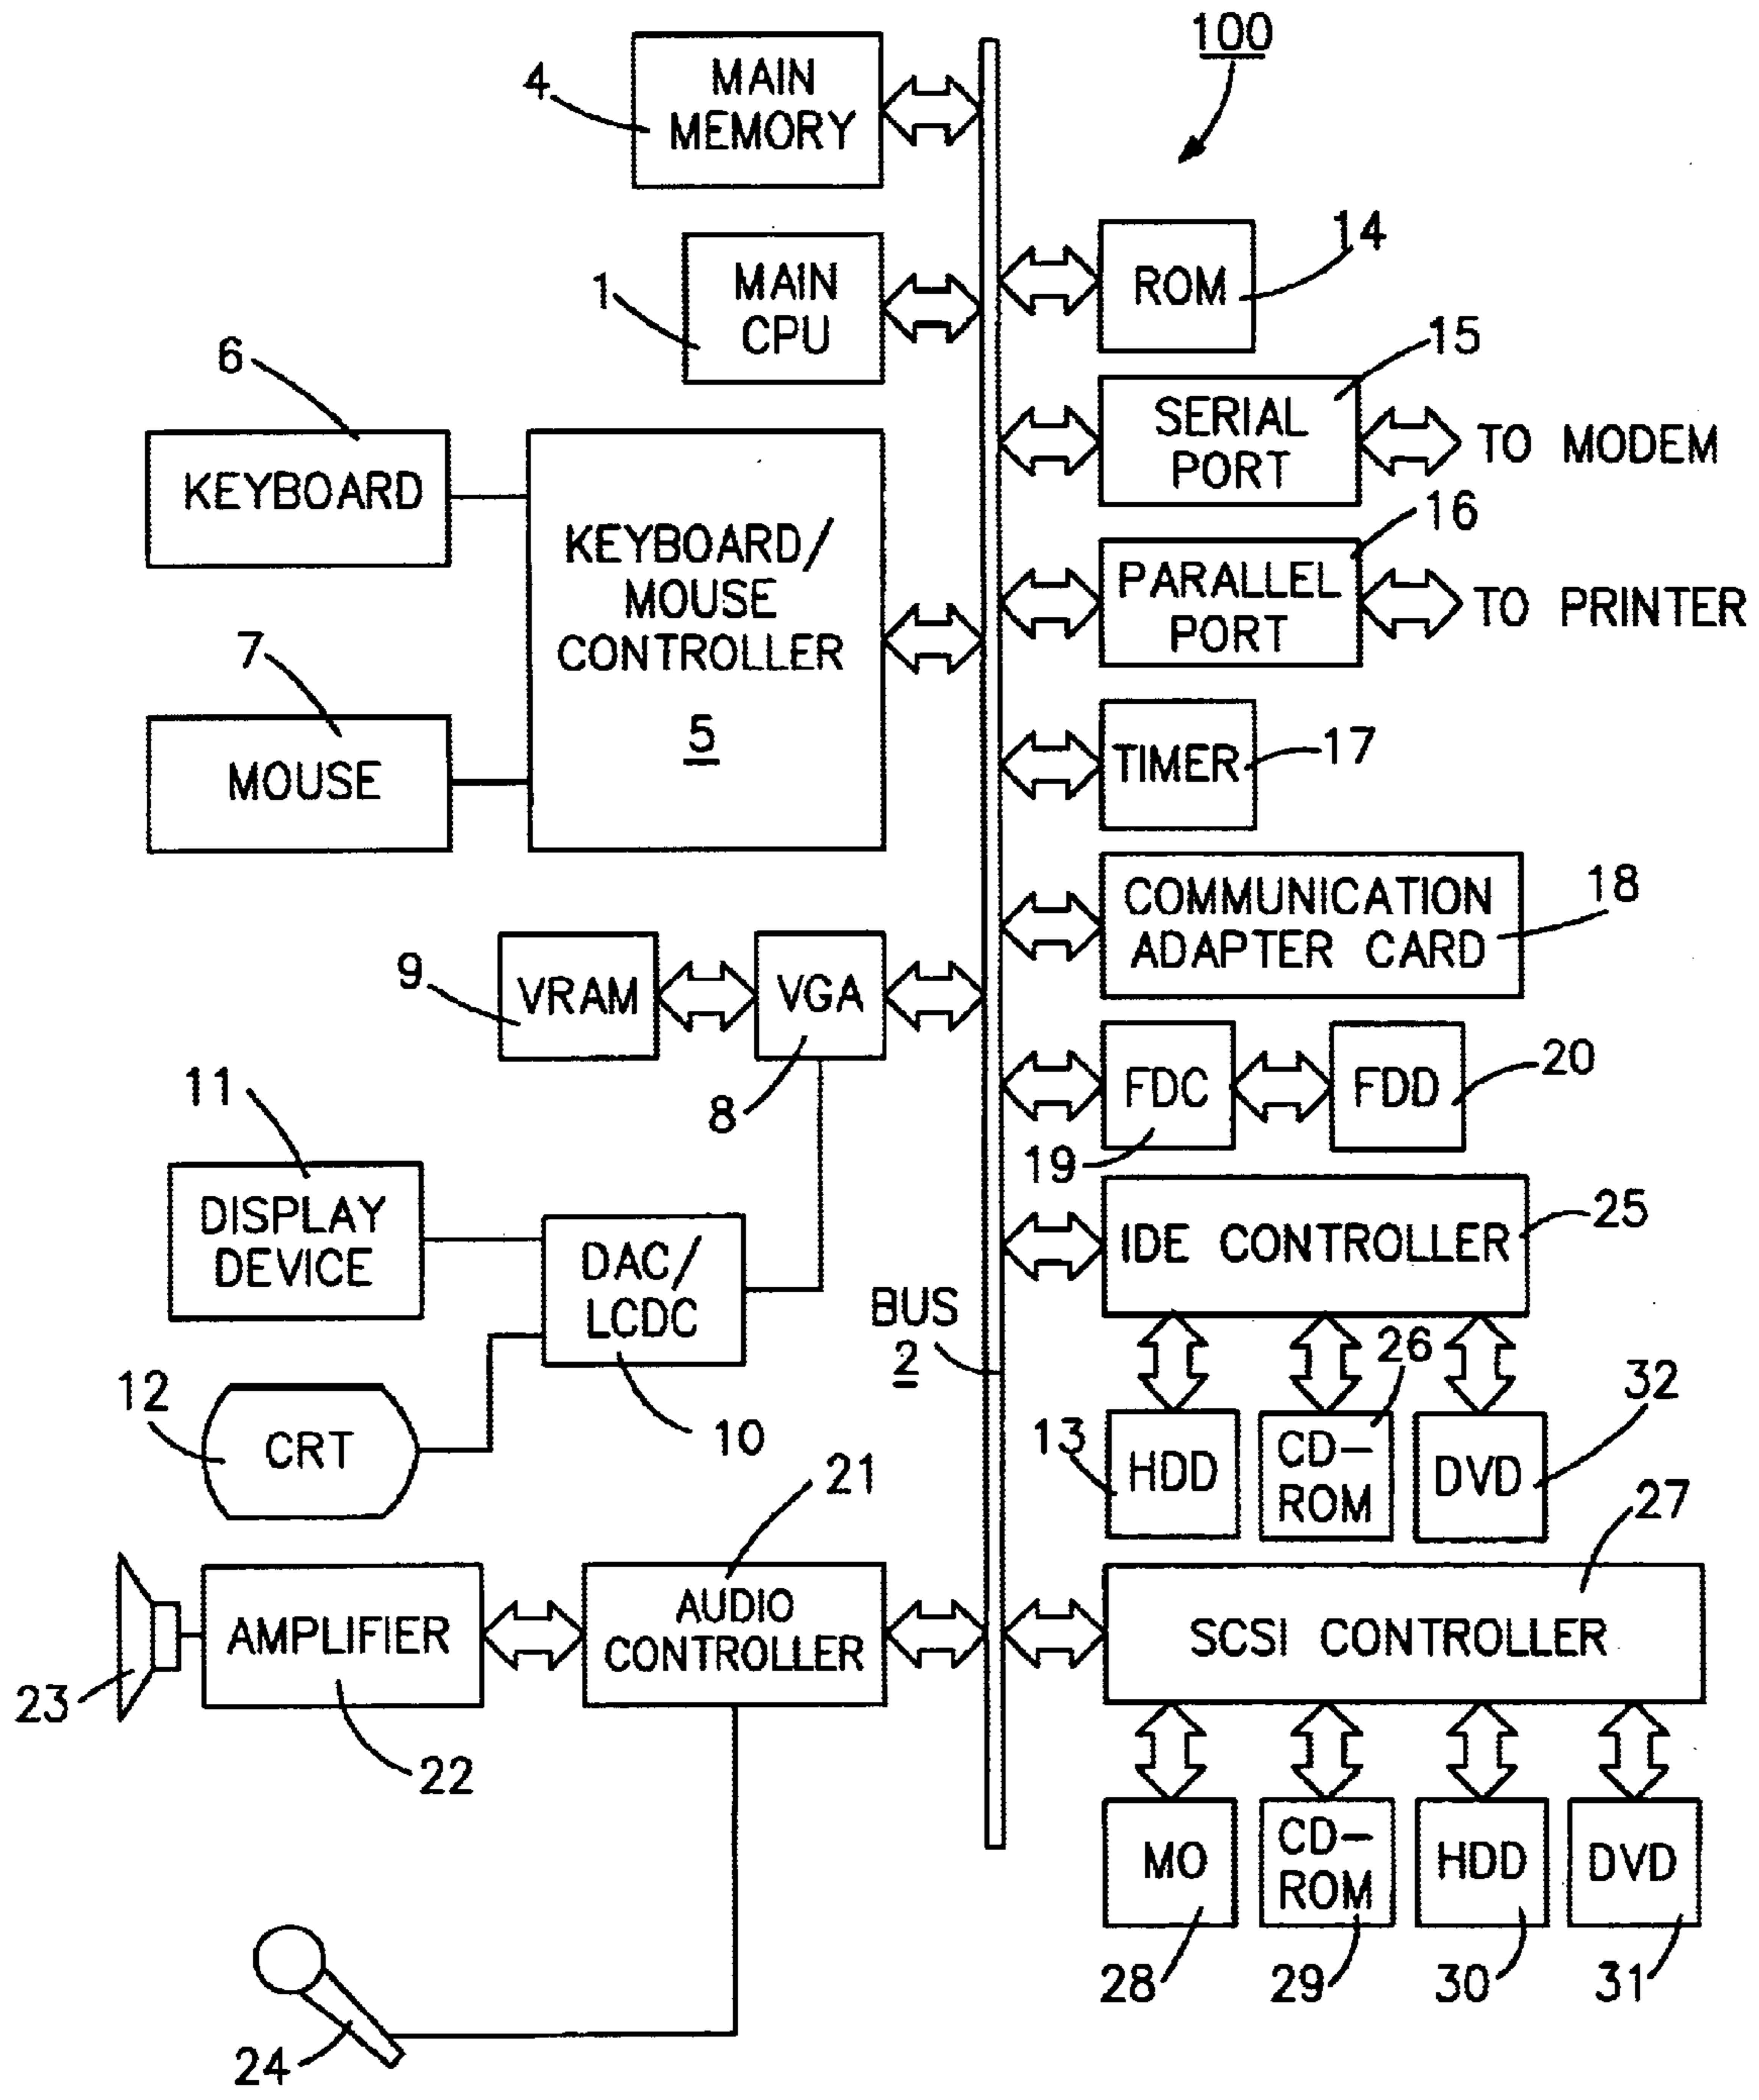 100
4
MAIN
MEMORY
14
ROM
1
MAIN
CPU
15
SERIAL
PORT
TO MODEM
6
KEYBOARD
KEYBOARD/
MOUSE
CONTROLLER
5
16
PARALLEL
PORT
TO PRINTER
7
MOUSE
TIMER
17
COMMUNICATION
ADAPTER CARD
18
9
VRAM
VGA
8
FDC
19
FDD
20
11
DISPLAY
DEVICE
DAC/
LCDC
10
IDE CONTROLLER
25
BUS
2
12
CRT
13
HDD
26
CD-
ROM
32
DVD
21
AUDIO
CONTROLLER
27
SCSI CONTROLLER
23
AMPLIFIER
22
MO
28
CD-
ROM
29
HDD
30
DVD
31
24